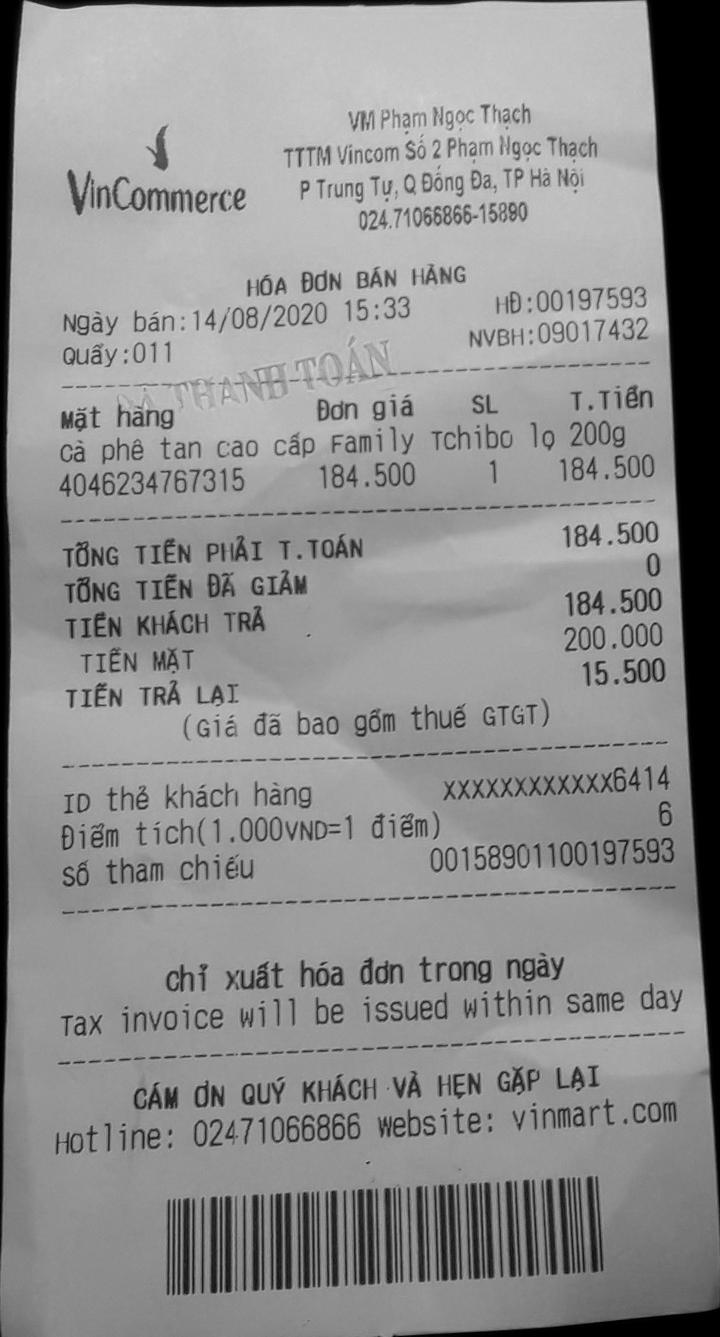 VinCommerce
VM Phạm Ngọc Thạch
TTTM Vincom Số 2 Phạm Ngọc Thạch
P Trung Tự, Q Đống Đa, TP Hà Nội
024.71066866-15890
HÓA ĐƠN BÁN HÀNG
Ngày bán:14/08/2020 15:33 HĐ:00197593
Quầy:011 NVBH:09017432
ĐÃ THANH TOÁN
Mặt hàng Đơn giá SL T.Tiền
Cà phê tan cao cấp Family Tchibo lọ 200g
4046234767315 184.500 1 184.500
TỔNG TIỀN PHẢI T.TOÁN 184.500
TỔNG TIỀN ĐÃ GIẢM 0
TIỀN KHÁCH TRẢ 184.500
TIỀN MẶT 200.000
TIỀN TRẢ LẠI 15.500
(Giá đã bao gồm thuế GTGT)
ID thẻ khách hàng XXXXXXXXXXXX6414
Điểm tích(1.000VND=1 điểm) 6
Số tham chiếu 00158901100197593
Chỉ xuất hóa đơn trong ngày
Tax invoice will be issued within same day
CÁM ƠN QUÝ KHÁCH VÀ HẸN GẶP LẠI
Hotline: 02471066866 Website: vinmart.com